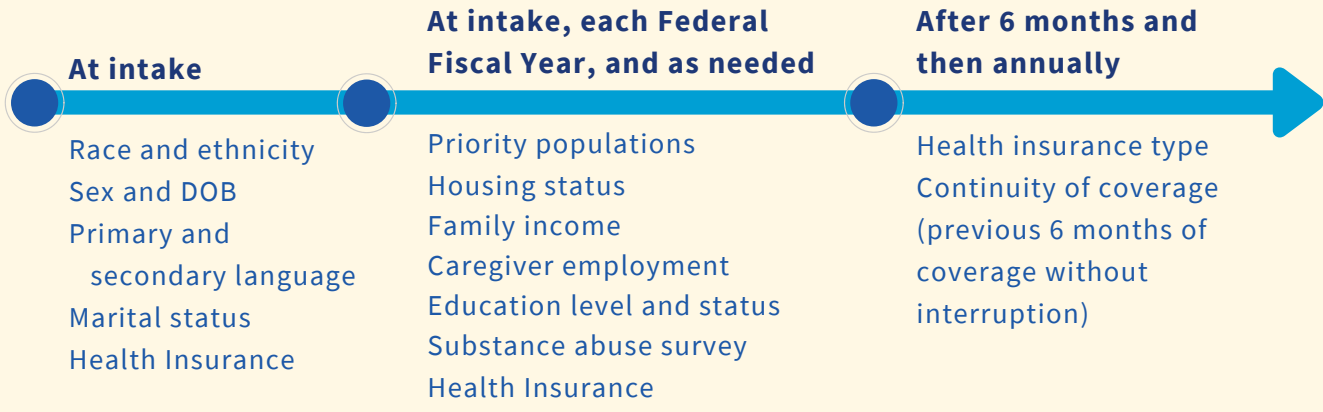 At intake
Race and ethnicity
Sex and DOB
Primary and
secondary language
Marital status
Health Insurance
At intake, each Federal
Fiscal Year, and as needed
Priority populations
Housing status
Family income
Caregiver employment
Education level and status
Substance abuse survey
Health Insurance
After 6 months and
then annually
Health insurance type
Continuity of coverage
(previous 6 months of
coverage without
interruption)